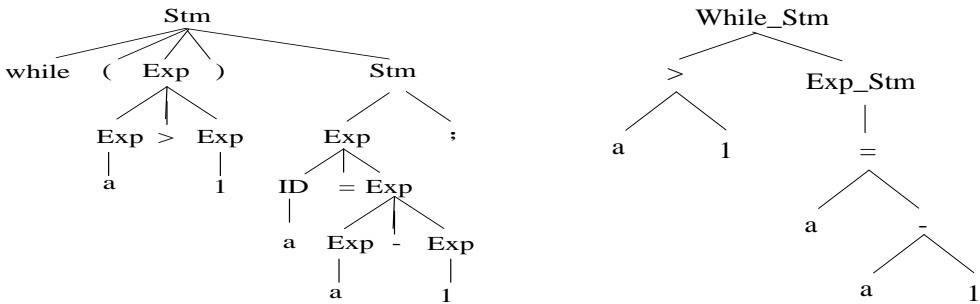 Stm
While_Stm
while ( Exp ) Stm
> Exp_Stm
Exp > Exp Exp ;
a 1 =
a 1 ID = Exp
a -
a Exp - Exp
a 1
a 1